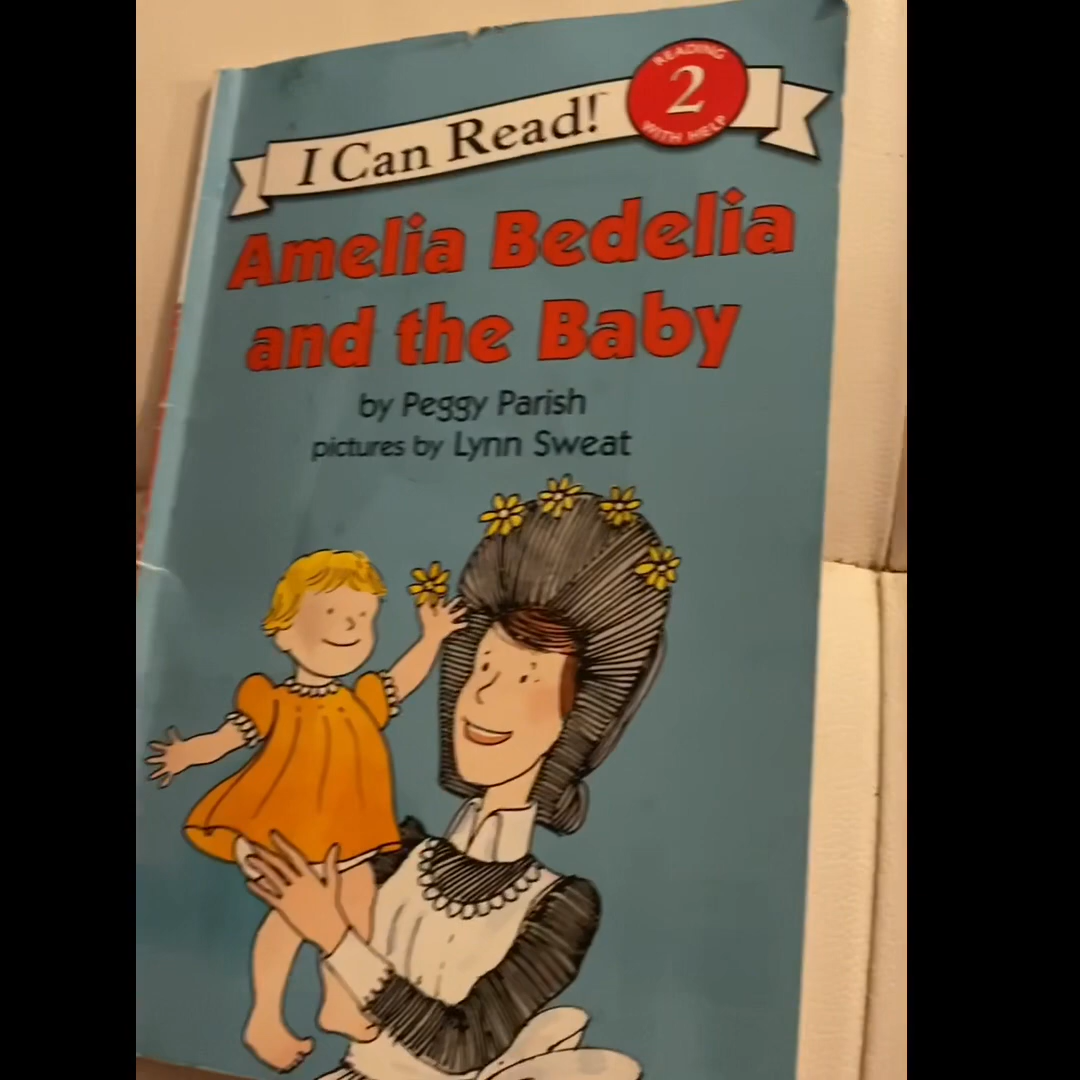 READING
2
WITH HELP
I Can Read!
Amelia Bedelia
and the Baby
by Peggy Parish
pictures by Lynn Sweat